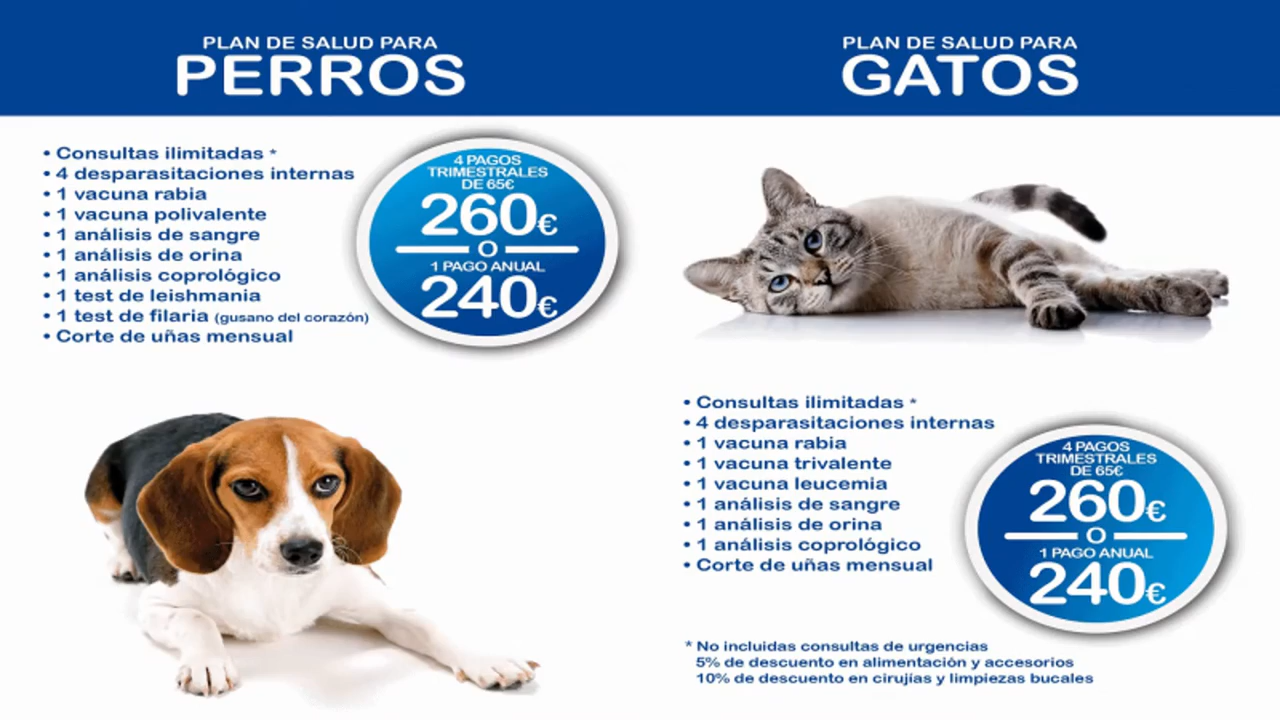 PLAN DE SALUD PARA
PERROS
• Consultas ilimitadas *
• 4 desparasitaciones internas
• 1 vacuna rabia
• 1 vacuna polivalente
• 1 análisis de sangre
• 1 análisis de orina
• 1 análisis coprológico
• 1 test de leishmania
• 1 test de filaria (gusano del corazón)
• Corte de uñas mensual
4 PAGOS
TRIMESTRALES
DE 65€
260€
O
1 PAGO ANUAL
240€
PLAN DE SALUD PARA
GATOS
• Consultas ilimitadas *
• 4 desparasitaciones internas
• 1 vacuna rabia
• 1 vacuna trivalente
• 1 vacuna leucemia
• 1 análisis de sangre
• 1 análisis de orina
• 1 análisis coprológico
• Corte de uñas mensual
4 PAGOS
TRIMESTRALES
DE 65€
260€
O
1 PAGO ANUAL
240€
* No incluidas consultas de urgencias
5% de descuento en alimentación y accesorios
10% de descuento en cirujías y limpiezas bucales